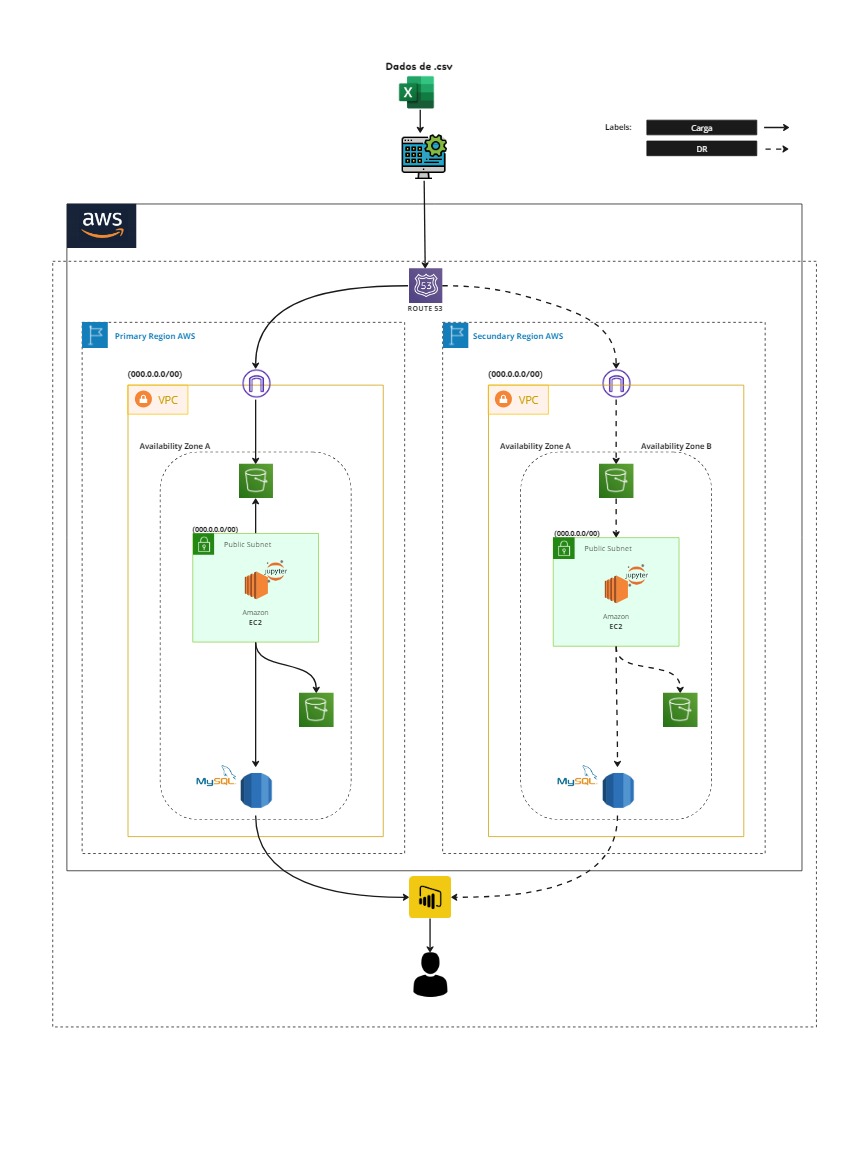 Dados de .csv
X
Labels:
Carga
DR
aws
53
ROUTE 53
Primary Region AWS
Secundary Region AWS
(000.0.0.0/00)
(000.0.0.0/00)
VPC
VPC
Availability Zone A
Availability Zone A
Availability Zone B
(000.0.0.0/00)
(000.0.0.0/00)
Public Subnet
Public Subnet
jupyter
jupyter
Amazon
EC2
Amazon
EC2
MySQL
MySQL